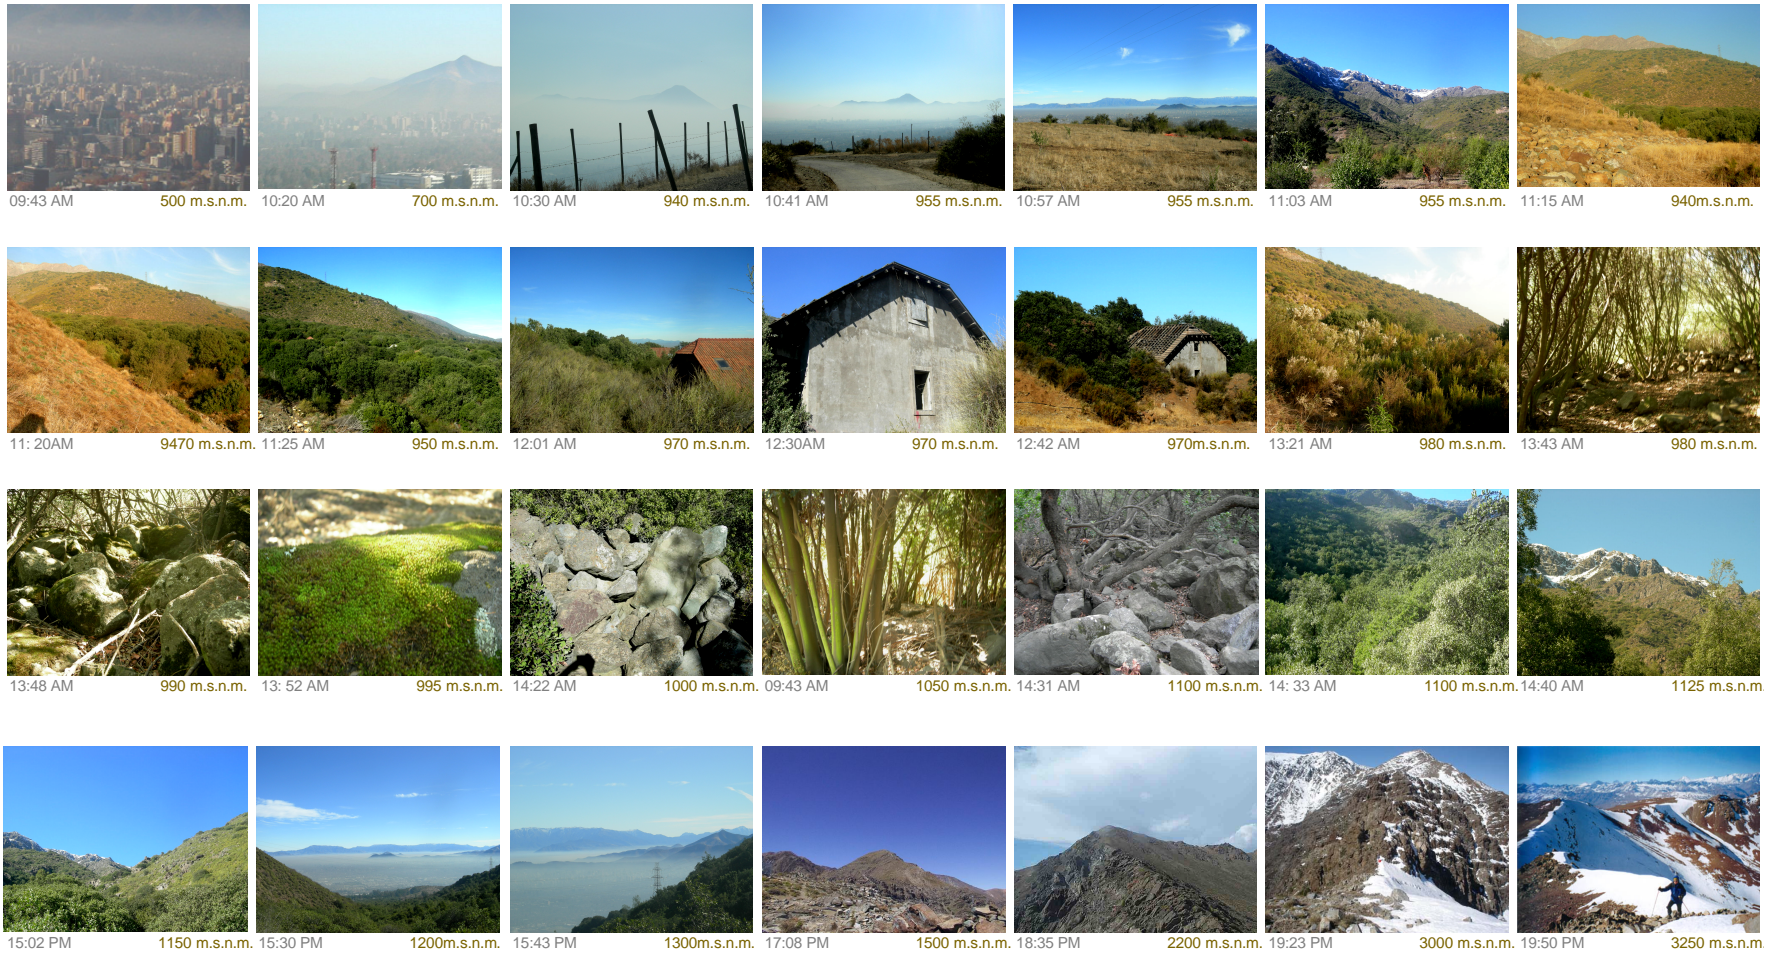 09:43 AM 500 m.s.n.m.
10:20 AM 700 m.s.n.m.
10:30 AM 940 m.s.n.m.
10:41 AM 955 m.s.n.m.
10:57 AM 955 m.s.n.m.
11:03 AM 955 m.s.n.m.
11:15 AM 940m.s.n.m.
11: 20AM 9470 m.s.n.m.
11:25 AM 950 m.s.n.m.
12:01 AM 970 m.s.n.m.
12:30AM 970 m.s.n.m.
12:42 AM 970m.s.n.m.
13:21 AM 980 m.s.n.m.
13:43 AM 980 m.s.n.m.
13:48 AM 990 m.s.n.m.
13: 52 AM 995 m.s.n.m.
14:22 AM 1000 m.s.n.m.
09:43 AM 1050 m.s.n.m.
14:31 AM 1100 m.s.n.m.
14: 33 AM 1100 m.s.n.m.
14:40 AM 1125 m.s.n.m
15:02 PM 1150 m.s.n.m.
15:30 PM 1200m.s.n.m.
15:43 PM 1300m.s.n.m.
17:08 PM 1500 m.s.n.m.
18:35 PM 2200 m.s.n.m.
19:23 PM 3000 m.s.n.m.
19:50 PM 3250 m.s.n.m